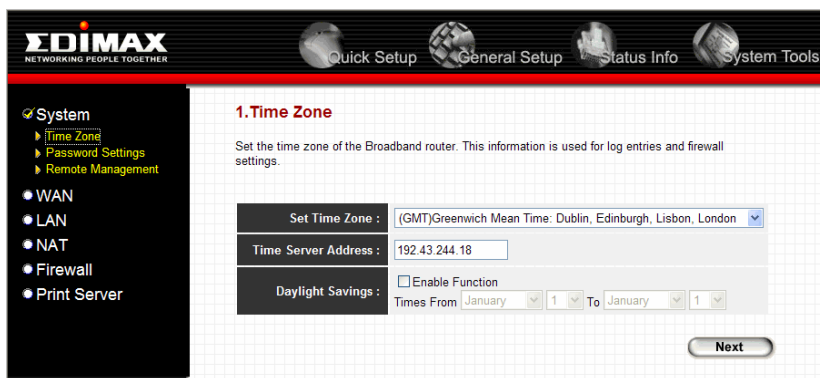 EDIMAX
NETWORKING PEOPLE TOGETHER
Quick Setup
General Setup
Status Info
System Tools
System
Time Zone
Password Settings
Remote Management
WAN
LAN
NAT
Firewall
Print Server
1.Time Zone
Set the time zone of the Broadband router. This information is used for log entries and firewall
settings.
Set Time Zone : (GMT)Greenwich Mean Time: Dublin, Edinburgh, Lisbon, London
Time Server Address : 192.43.244.18
Daylight Savings : Enable Function
Times From January 1 To January 1
Next